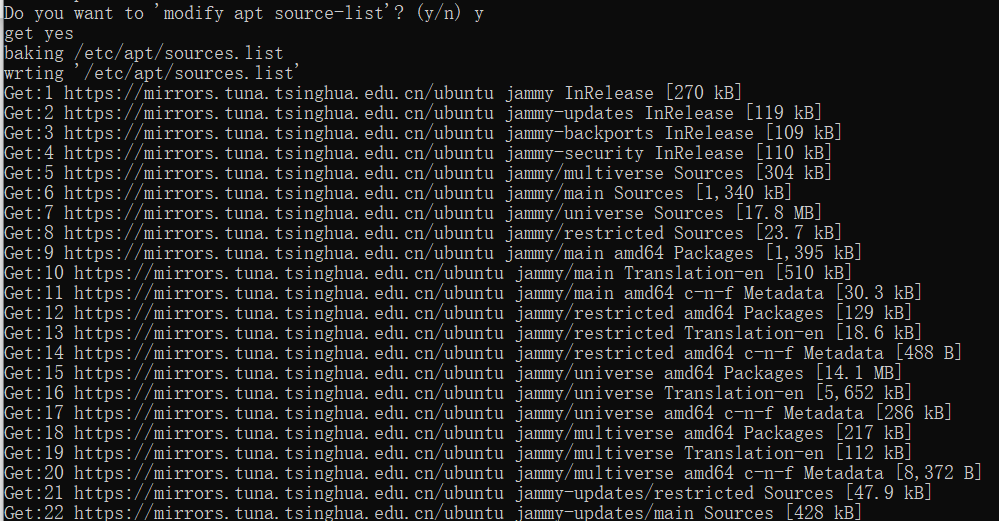 Do you want to 'modify apt source-list'? (y/n) y
get yes
baking /etc/apt/sources.list
wrting '/etc/apt/sources.list'
Get:1 https://mirrors.tuna.tsinghua.edu.cn/ubuntu jammy InRelease [270 kB]
Get:2 https://mirrors.tuna.tsinghua.edu.cn/ubuntu jammy-updates InRelease [119 kB]
Get:3 https://mirrors.tuna.tsinghua.edu.cn/ubuntu jammy-backports InRelease [109 kB]
Get:4 https://mirrors.tuna.tsinghua.edu.cn/ubuntu jammy-security InRelease [110 kB]
Get:5 https://mirrors.tuna.tsinghua.edu.cn/ubuntu jammy/multiverse Sources [304 kB]
Get:6 https://mirrors.tuna.tsinghua.edu.cn/ubuntu jammy/main Sources [1,340 kB]
Get:7 https://mirrors.tuna.tsinghua.edu.cn/ubuntu jammy/universe Sources [17.8 MB]
Get:8 https://mirrors.tuna.tsinghua.edu.cn/ubuntu jammy/restricted Sources [23.7 kB]
Get:9 https://mirrors.tuna.tsinghua.edu.cn/ubuntu jammy/main amd64 Packages [1,395 kB]
Get:10 https://mirrors.tuna.tsinghua.edu.cn/ubuntu jammy/main Translation-en [510 kB]
Get:11 https://mirrors.tuna.tsinghua.edu.cn/ubuntu jammy/main amd64 c-n-f Metadata [30.3 kB]
Get:12 https://mirrors.tuna.tsinghua.edu.cn/ubuntu jammy/restricted amd64 Packages [129 kB]
Get:13 https://mirrors.tuna.tsinghua.edu.cn/ubuntu jammy/restricted Translation-en [18.6 kB]
Get:14 https://mirrors.tuna.tsinghua.edu.cn/ubuntu jammy/restricted amd64 c-n-f Metadata [488 B]
Get:15 https://mirrors.tuna.tsinghua.edu.cn/ubuntu jammy/universe amd64 Packages [14.1 MB]
Get:16 https://mirrors.tuna.tsinghua.edu.cn/ubuntu jammy/universe Translation-en [5,652 kB]
Get:17 https://mirrors.tuna.tsinghua.edu.cn/ubuntu jammy/universe amd64 c-n-f Metadata [286 kB]
Get:18 https://mirrors.tuna.tsinghua.edu.cn/ubuntu jammy/multiverse amd64 Packages [217 kB]
Get:19 https://mirrors.tuna.tsinghua.edu.cn/ubuntu jammy/multiverse Translation-en [112 kB]
Get:20 https://mirrors.tuna.tsinghua.edu.cn/ubuntu jammy/multiverse amd64 c-n-f Metadata [8,372 B]
Get:21 https://mirrors.tuna.tsinghua.edu.cn/ubuntu jammy-updates/restricted Sources [47.9 kB]
Get:22 https://mirrors.tuna.tsinghua.edu.cn/ubuntu jammy-updates/main Sources [428 kB]